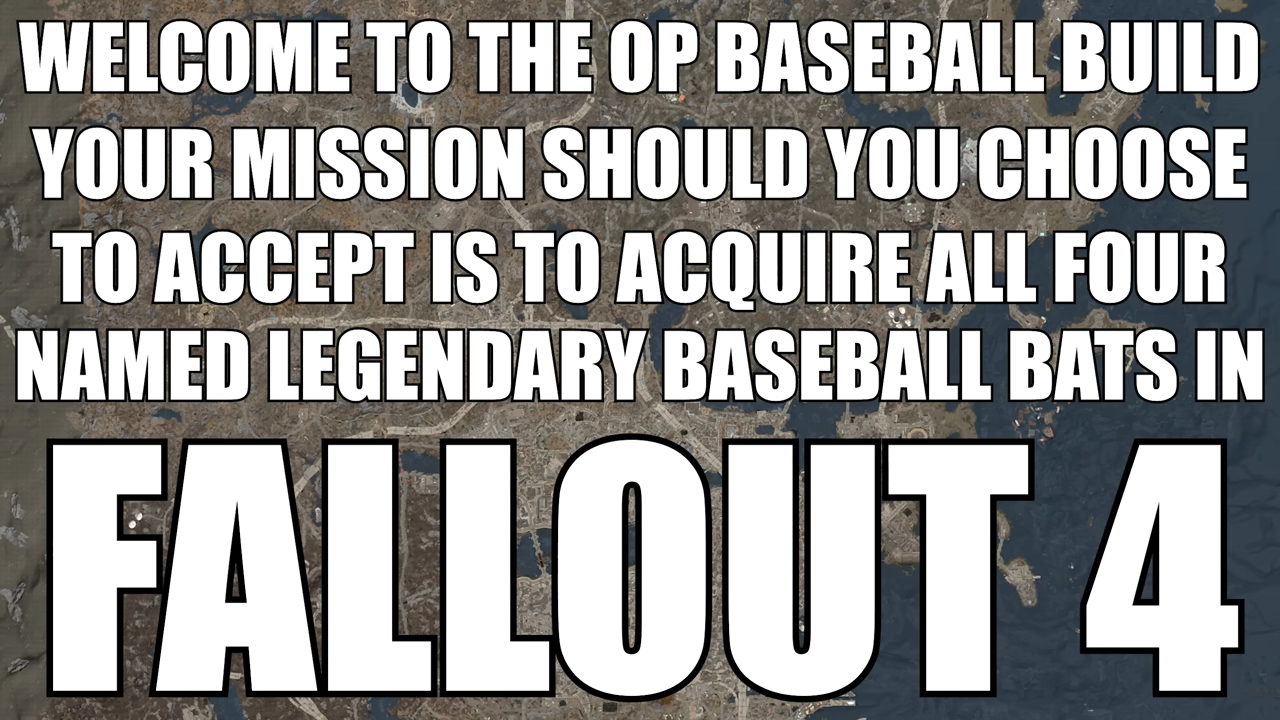 WELCOME TO THE OP BASEBALL BUILD
YOUR MISSION SHOULD YOU CHOOSE
TO ACCEPT IS TO ACQUIRE ALL FOUR
NAMED LEGENDARY BASEBALL BATS IN
FALLOUT 4